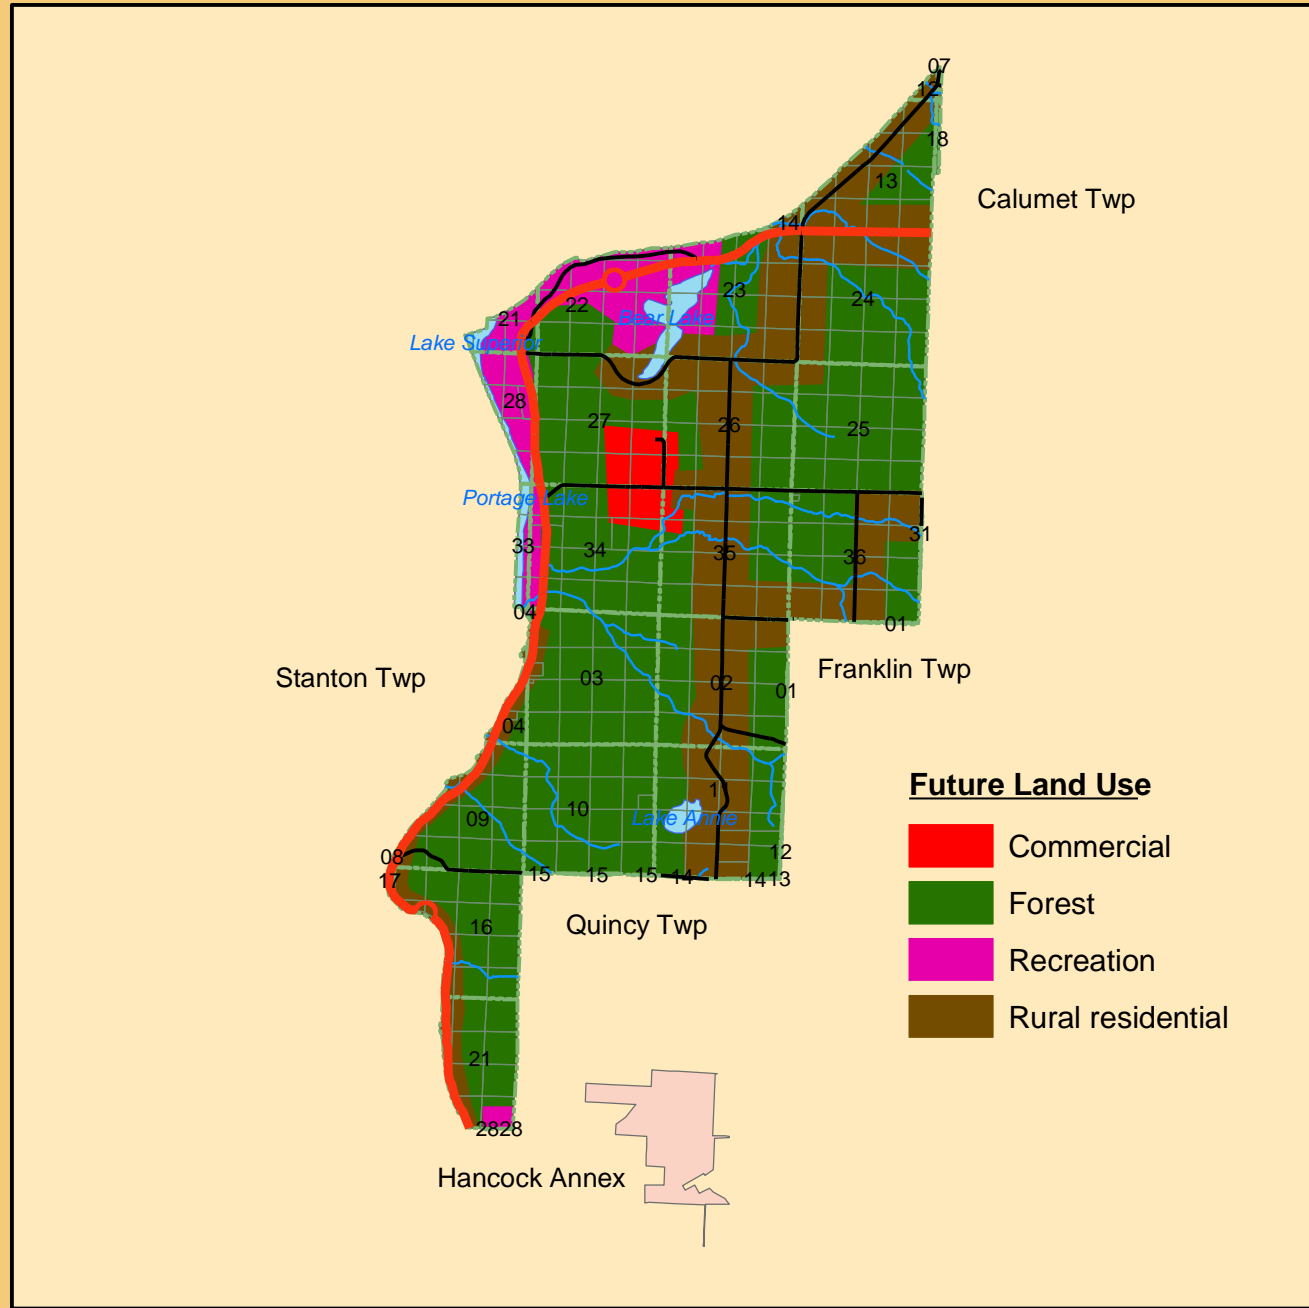 07
12
18
13
Calumet Twp
14
23
24
22
21
Bear Lake
Lake Superior
28
27
26
25
Portage Lake
31
33
34
35
36
04
01
Stanton Twp
03
02
01
Franklin Twp
04
Future Land Use
Commercial
Forest
Recreation
Rural residential
09
10
Lake Annie
12
08
17
15
15
15
14
14
13
16
Quincy Twp
21
28
28
Hancock Annex